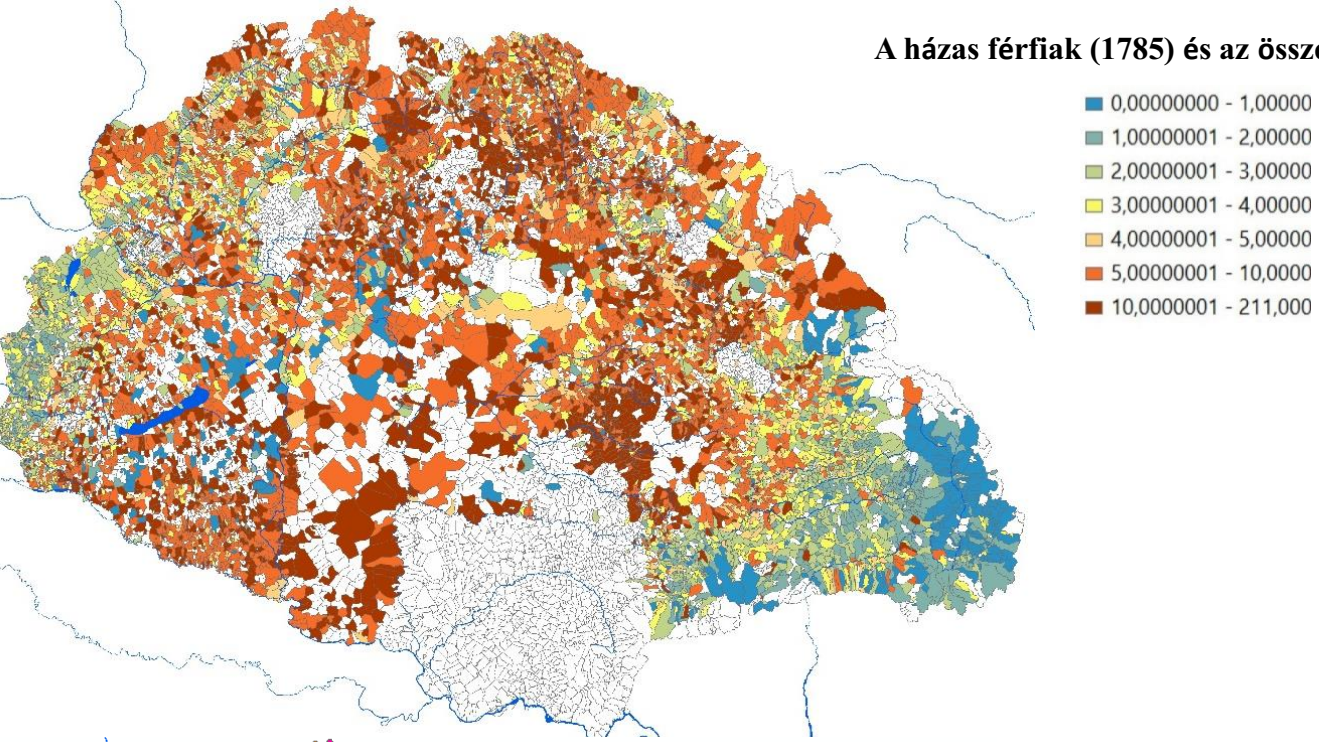 A házas férfiak (1785) és az össze
0,00000000 - 1,00000
1,00000001 - 2,00000
2,00000001 - 3,00000
3,00000001 - 4,00000
4,00000001 - 5,00000
5,00000001 - 10,0000
10,0000001 - 211,000